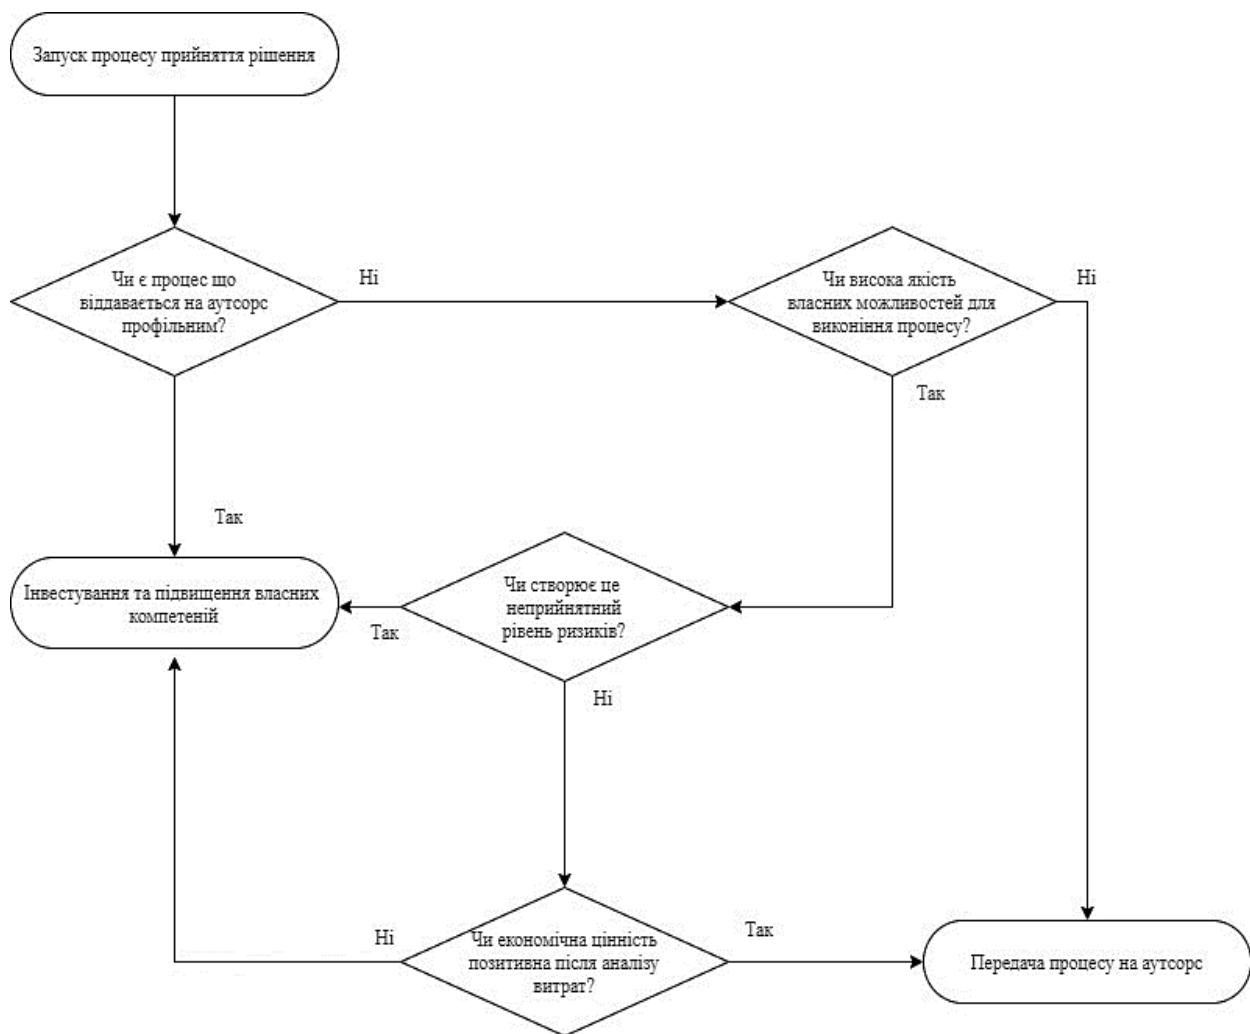 Запуск процесу прийняття рішення
Чи є процес що
віддавається на аутсорс
профільним?
Ні
Чи висока якість
власних можливостей для
виконіння процесу?
Ні
Так
Так
Інвестування та підвищення власних
компетеній
Чи створює це
неприйнятний
рівень ризиків?
Так
Ні
Чи економічна цінність
позитивна після аналізу
витрат?
Ні
Так
Передача процесу на аутсорс